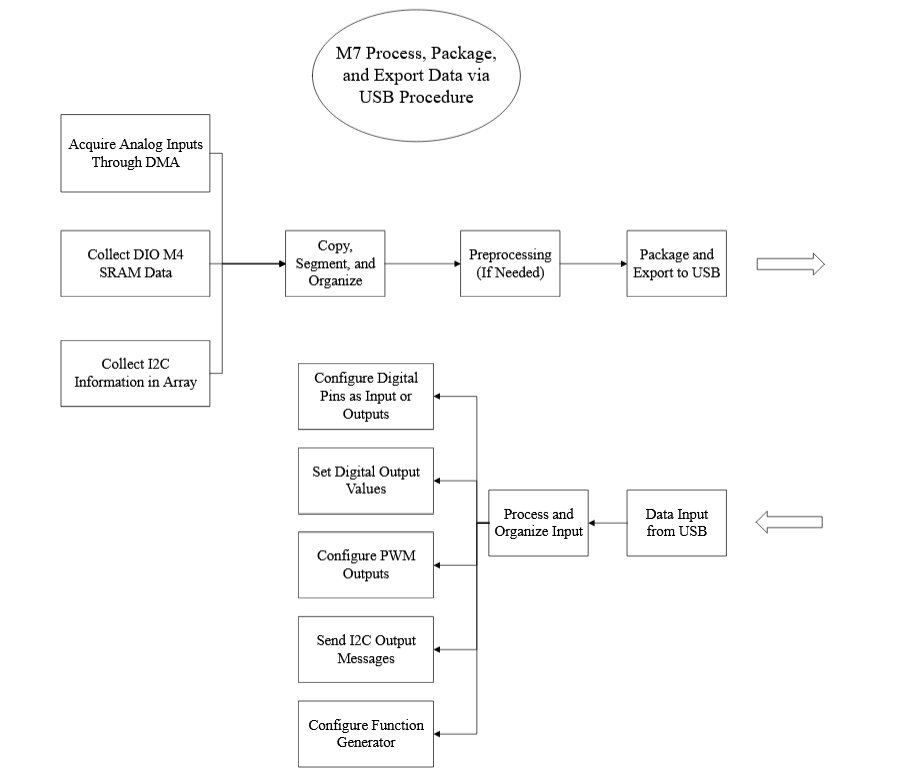 M7 Process, Package,
and Export Data via
USB Procedure
Acquire Analog Inputs
Through DMA
Collect DIO M4
SRAM Data
Collect I2C
Information in Array
Copy,
Segment, and
Organize
Preprocessing
(If Needed)
Package and
Export to USB
Configure Digital
Pins as Input or
Outputs
Set Digital Output
Values
Configure PWM
Outputs
Send I2C Output
Messages
Configure Function
Generator
Process and
Organize Input
Data Input
from USB